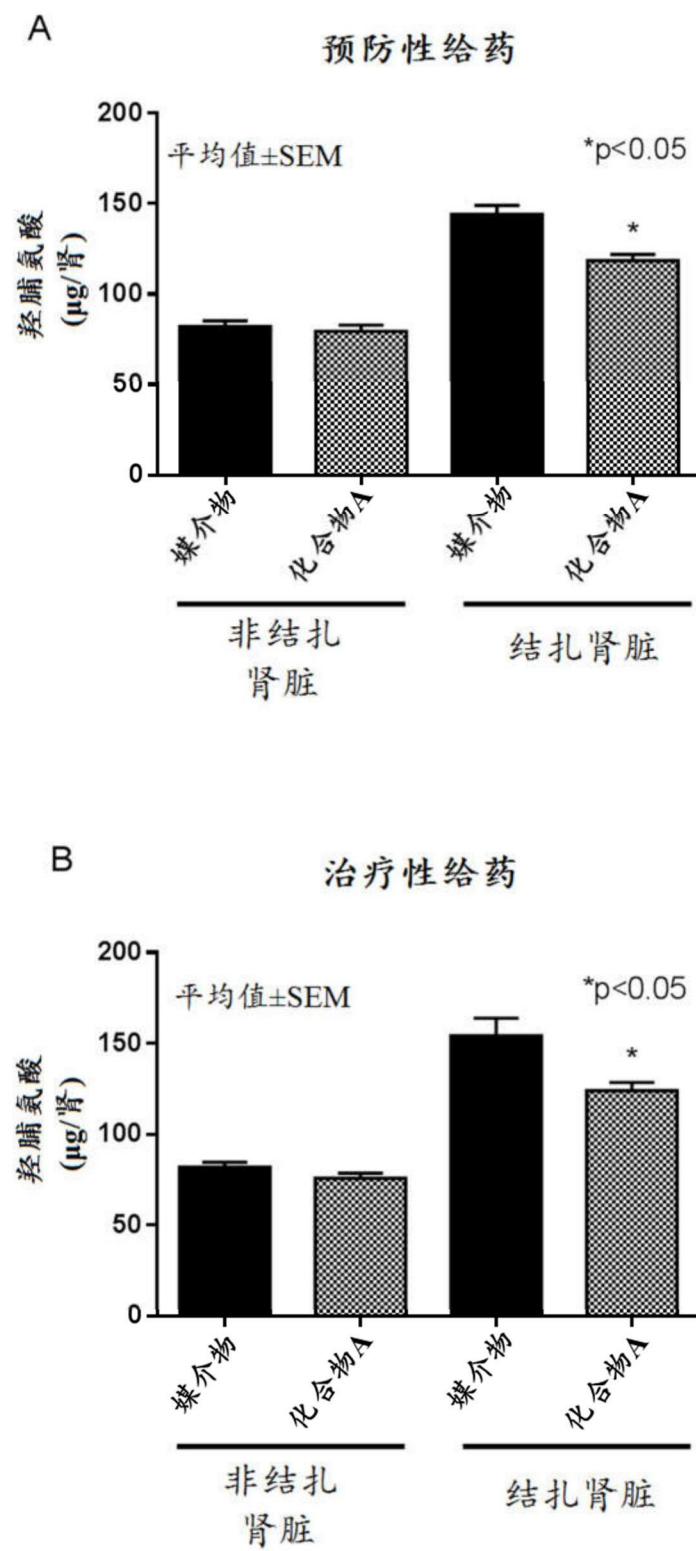 A
预防性给药
200
平均值±SEM
*p<0.05
150
*
100
50
0
羟脯氨酸
(μg/肾)
媒介物
化合物A
媒介物
化合物A
非结扎
肾脏
结扎肾脏
B
治疗性给药
200
平均值±SEM
*p<0.05
150
*
100
50
0
羟脯氨酸
(μg/肾)
媒介物
化合物A
媒介物
化合物A
非结扎
肾脏
结扎肾脏